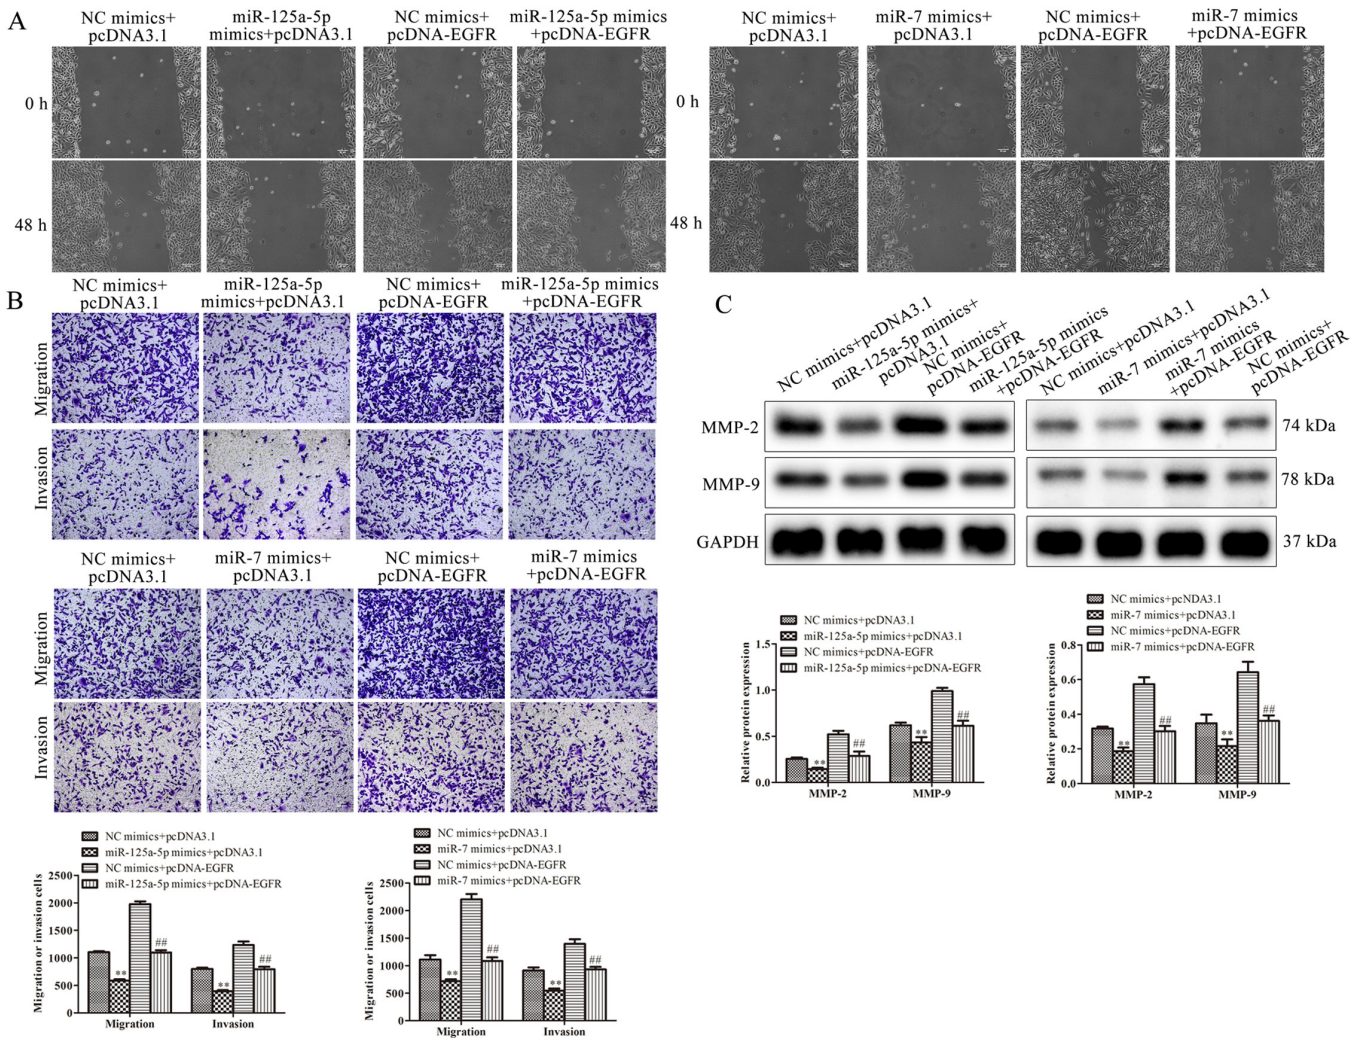 A
NC mimics+
pcDNA3.1
miR-125a-5p
mimics+pcDNA3.1
NC mimics+
pcDNA-EGFR
miR-125a-5p mimics
+pcDNA-EGFR
NC mimics+
pcDNA3.1
miR-7 mimics+
pcDNA3.1
NC mimics+
pcDNA-EGFR
miR-7 mimics
+pcDNA-EGFR
0 h
0 h
48 h
48 h
B
NC mimics+
pcDNA3.1
miR-125a-5p
mimics+pcDNA3.1
NC mimics+
pcDNA-EGFR
miR-125a-5p mimics
+pcDNA-EGFR
Migration
Invasion
NC mimics+
pcDNA3.1
miR-7 mimics+
pcDNA3.1
NC mimics+
pcDNA-EGFR
miR-7 mimics
+pcDNA-EGFR
Migration
Invasion
NC mimics+pcDNA3.1
miR-125a-5p mimics+pcDNA3.1
NC mimics+pcDNA-EGFR
miR-125a-5p mimics+pcDNA-EGFR
Migration or invasion cells
2500
2000
1500
1000
500
0
**
##
**
##
Migration
Invasion
NC mimics+pcDNA3.1
miR-7 mimics+pcDNA3.1
NC mimics+pcDNA-EGFR
miR-7 mimics+pcDNA-EGFR
Migration or invasion cells
2500
2000
1500
1000
500
0
**
##
**
##
Migration
Invasion
C
NC mimics+pcDNA3.1
miR-125a-5p mimics+
pcDNA3.1
NC mimics+
pcDNA-EGFR
miR-125a-5p mimics
+pcDNA-EGFR
NC mimics+pcDNA3.1
miR-7 mimics+pcDNA3.1
miR-7 mimics
+pcDNA-EGFR
NC mimics+
pcDNA-EGFR
MMP-2
74 kDa
MMP-9
78 kDa
GAPDH
37 kDa
NC mimics+pcDNA3.1
miR-125a-5p mimics+pcDNA3.1
NC mimics+pcDNA-EGFR
miR-125a-5p mimics+pcDNA-EGFR
Relative protein expression
1.5
1.0
0.5
0.0
**
##
**
##
MMP-2
MMP-9
NC mimics+pcNDA3.1
miR-7 mimics+pcDNA3.1
NC mimics+pcDNA-EGFR
miR-7 mimics+pcDNA-EGFR
Relative protein expression
0.8
0.6
0.4
0.2
0.0
**
##
**
##
MMP-2
MMP-9